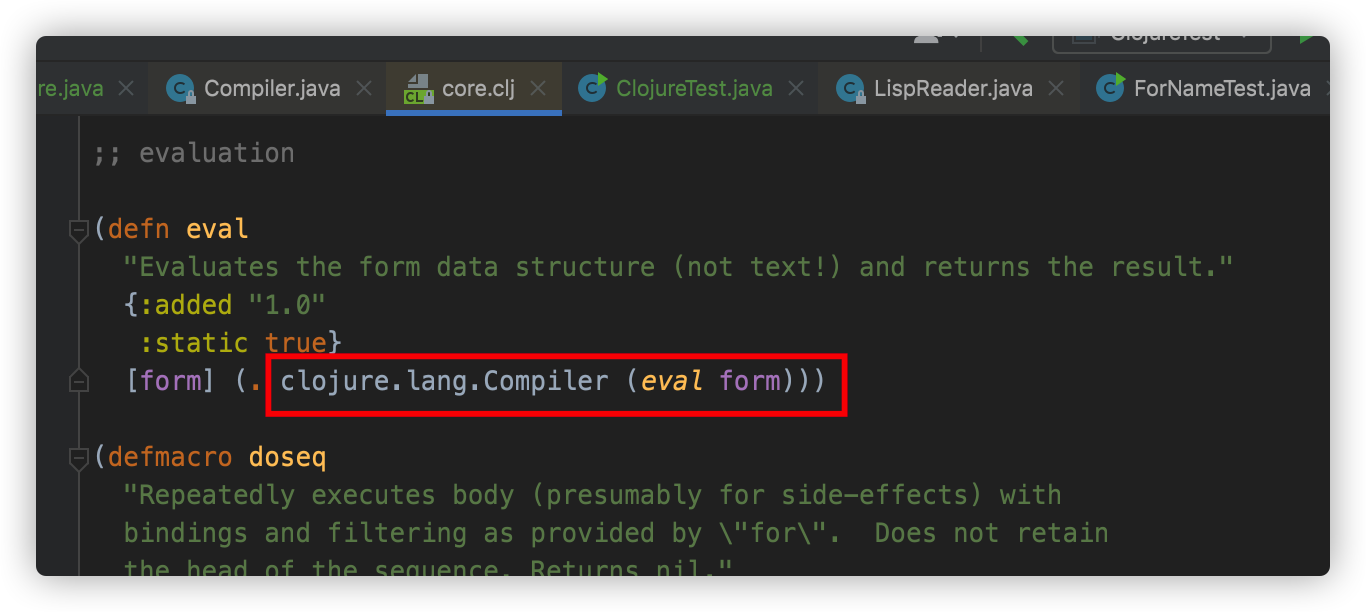 ClojureTest
re.java Compiler.java core.clj ClojureTest.java LispReader.java ForNameTest.java
;; evaluation
(defn eval
"Evaluates the form data structure (not text!) and returns the result."
{:added "1.0"
:static true}
[form] (. clojure.lang.Compiler (eval form)))
(defmacro doseq
"Repeatedly executes body (presumably for side-effects) with
bindings and filtering as provided by \"for\".  Does not retain
the head of the sequence. Returns nil."